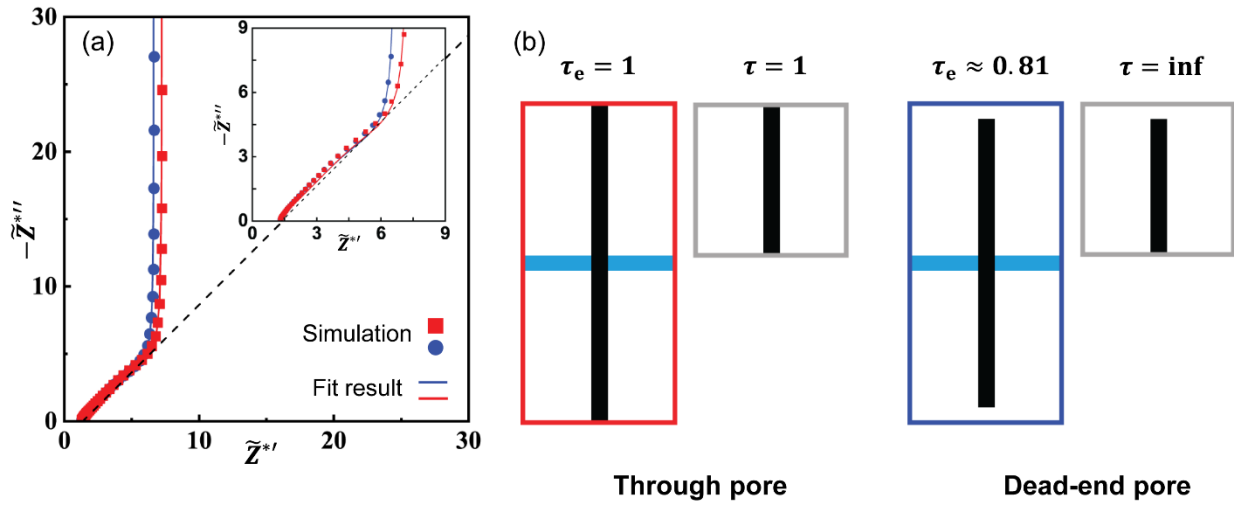 (a)
30
20
10
0
0
10
20
30
−Z̃*′′
Z̃*′
9
6
3
0
0
3
6
9
−Z̃*′′
Z̃*′
Simulation
Fit result
(b)
τe = 1
τ = 1
τe ≈ 0.81
τ = inf
Through pore
Dead-end pore